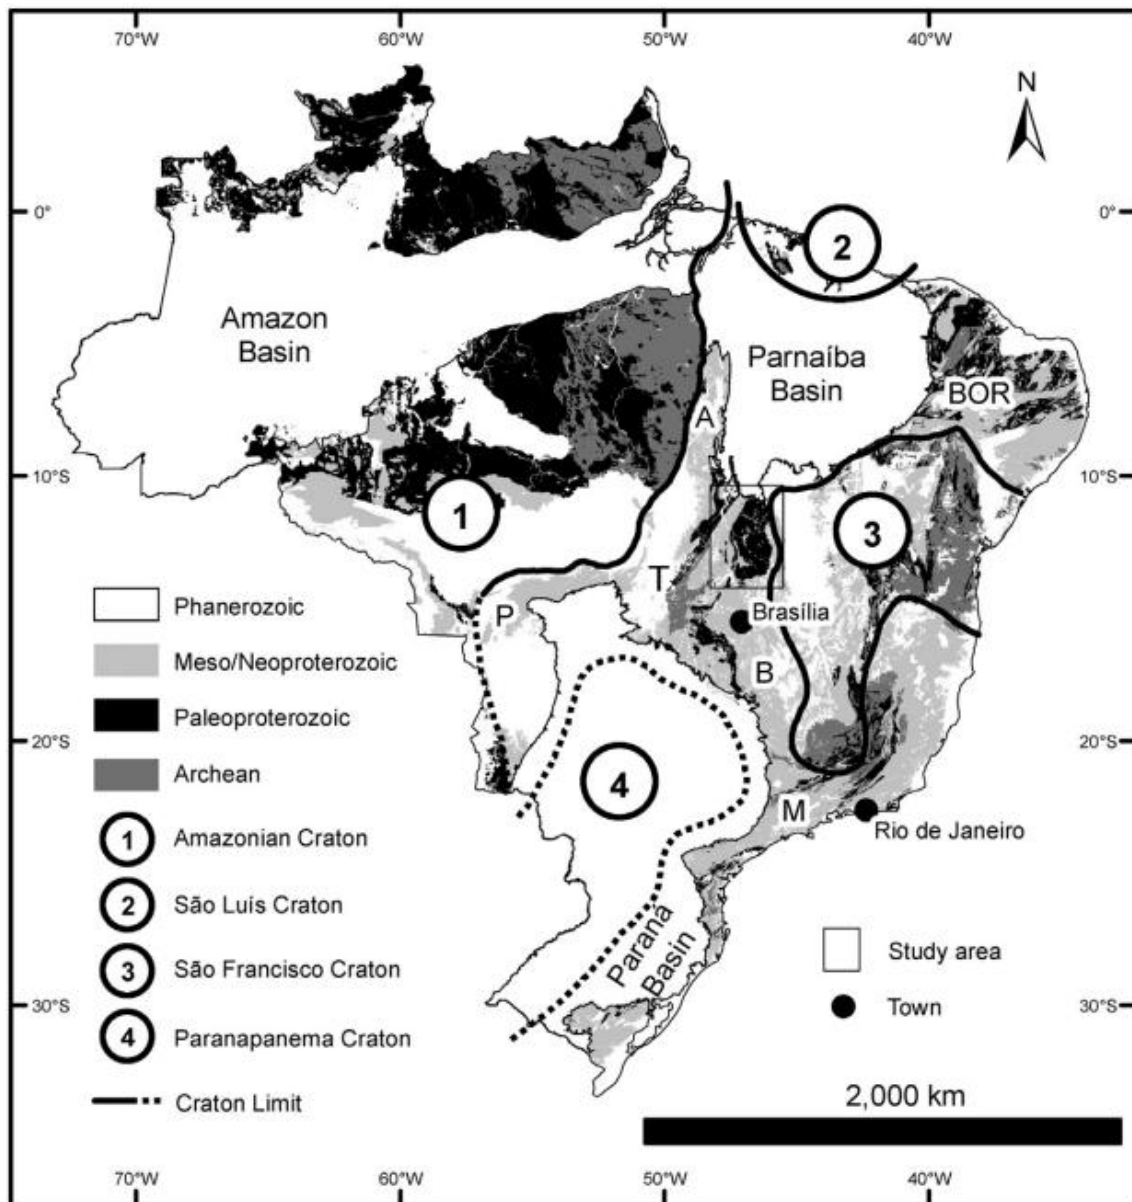 70°W 60°W 50°W 40°W
N
0° 0°
2
Amazon
Basin
Parnaíba
Basin
BOR
A
10°S 10°S
1
3
T
P
Brasília
B
Phanerozoic
Meso/Neoproterozoic
Paleoproterozoic
Archean
20°S 20°S
4
M
Rio de Janeiro
1 Amazonian Craton
2 São Luís Craton
3 São Francisco Craton
4 Paranapanema Craton
Craton Limit
Paraná
Basin
Study area
Town
30°S 30°S
2,000 km
70°W 60°W 50°W 40°W